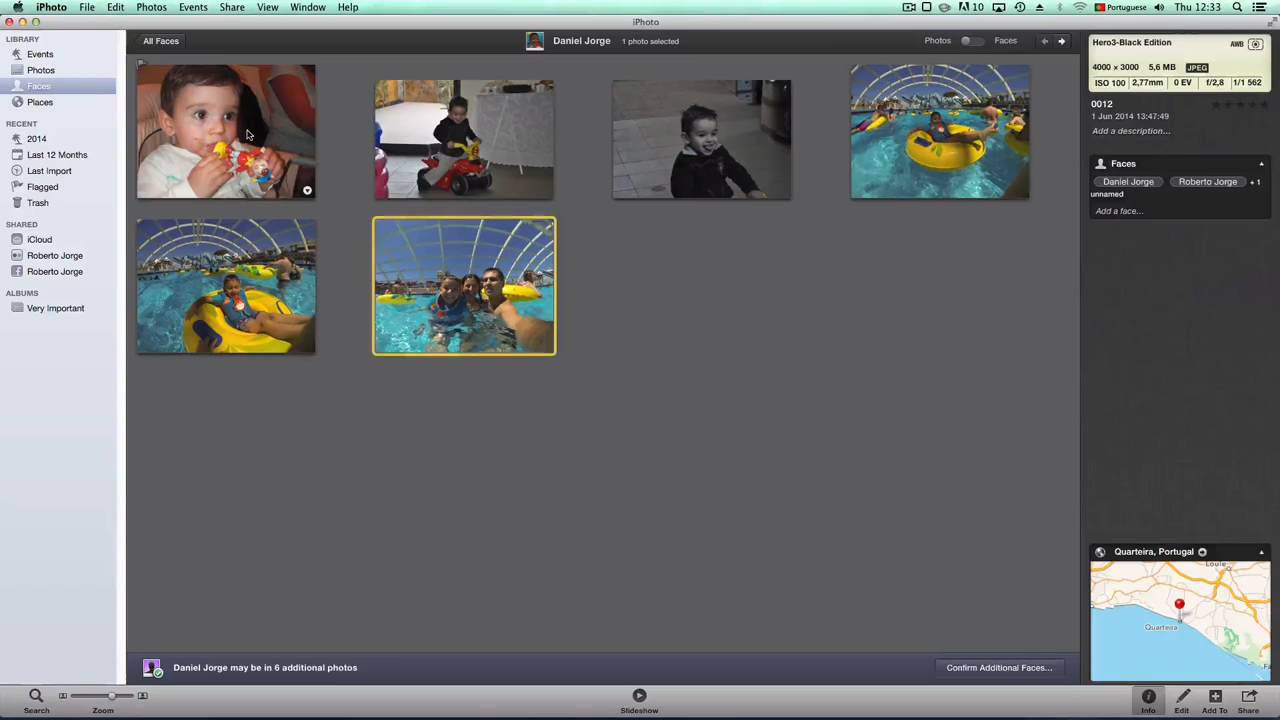 iPhoto File Edit Photos Events Share View Window Help 10 Portuguese Thu 12:33
iPhoto
LIBRARY
Events
Photos
Faces
Places
RECENT
2014
Last 12 Months
Last Import
Flagged
Trash
SHARED
iCloud
Roberto Jorge
Roberto Jorge
ALBUMS
Very Important
All Faces
Daniel Jorge 1 photo selected
Photos Faces
Hero3-Black Edition AWB
4000 × 3000 5,6 MB JPEG
ISO 100 2,77mm 0 EV f/2,8 1/1 562
0012
1 Jun 2014 13:47:49
Add a description...
Faces
Daniel Jorge Roberto Jorge + 1
unnamed
Add a face...
Quarteira, Portugal
Loulé
Quarteira
Daniel Jorge may be in 6 additional photos
Confirm Additional Faces...
Search
Zoom
Slideshow
Info
Edit
Add To
Share